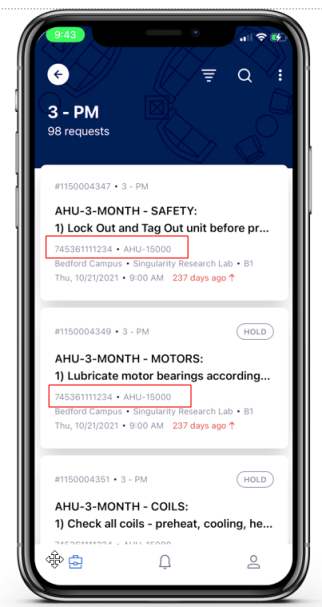 9:43
3 - PM
98 requests
#1150004347 • 3 - PM
AHU-3-MONTH - SAFETY:
1) Lock Out and Tag Out unit before pr...
745361111234 • AHU-15000
Bedford Campus • Singularity Research Lab • B1
Thu, 10/21/2021 • 9:00 AM 237 days ago ↑
#1150004349 • 3 - PM
HOLD
AHU-3-MONTH - MOTORS:
1) Lubricate motor bearings according...
745361111234 • AHU-15000
Bedford Campus • Singularity Research Lab • B1
Thu, 10/21/2021 • 9:00 AM 237 days ago ↑
#1150004351 • 3 - PM
HOLD
AHU-3-MONTH - COILS:
1) Check all coils - preheat, cooling, he...
745361111234 • AHU-15000